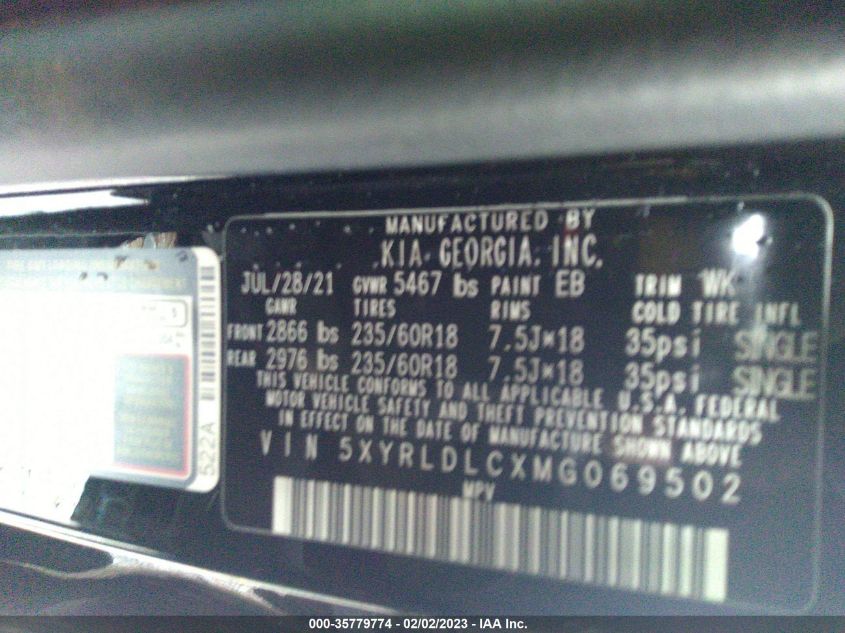 MANUFACTURED BY
KIA GEORGIA, INC.
JUL/28/21 GVWR 5467 lbs PAINT EB TRIM WK
GAWR TIRES RIMS COLD TIRE INFL
FRONT 2866 lbs 235/60R18 7.5J×18 35psi SINGLE
REAR 2976 lbs 235/60R18 7.5J×18 35psi SINGLE
THIS VEHICLE CONFORMS TO ALL APPLICABLE U.S.A. FEDERAL
MOTOR VEHICLE SAFETY AND THEFT PREVENTION STANDARDS
IN EFFECT ON THE DATE OF MANUFACTURE SHOWN ABOVE
VIN 5XYRLDLCXMG069502
MPV
522A
000-35779774 - 02/02/2023 - IAA Inc.